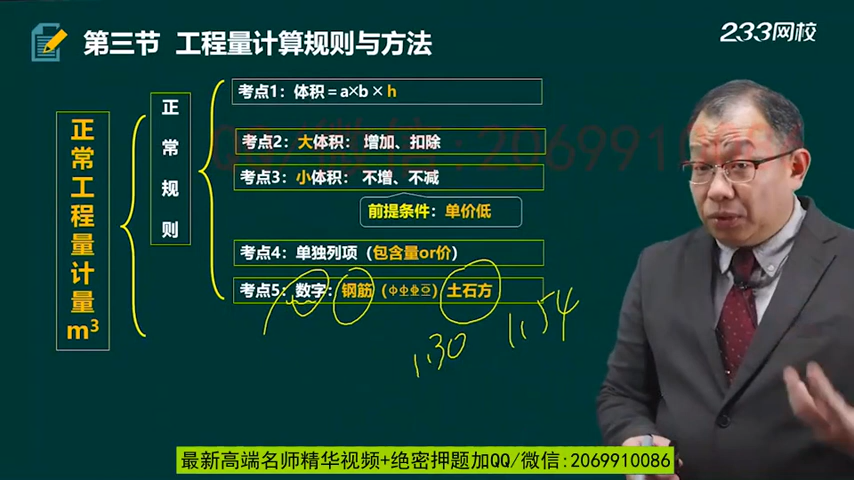 第三节 工程量计算规则与方法
233网校
正常工程量计量m³
正常规则
考点1：体积＝a×b × h
考点2：大体积： 增加、扣除
考点3：小体积： 不增、不减
前提条件：单价低
考点4：单独列项（包含量or价）
考点5：数字：钢筋（） 土石方
1:30
1:54
最新高端名师精华视频+绝密押题加QQ/微信:2069910086